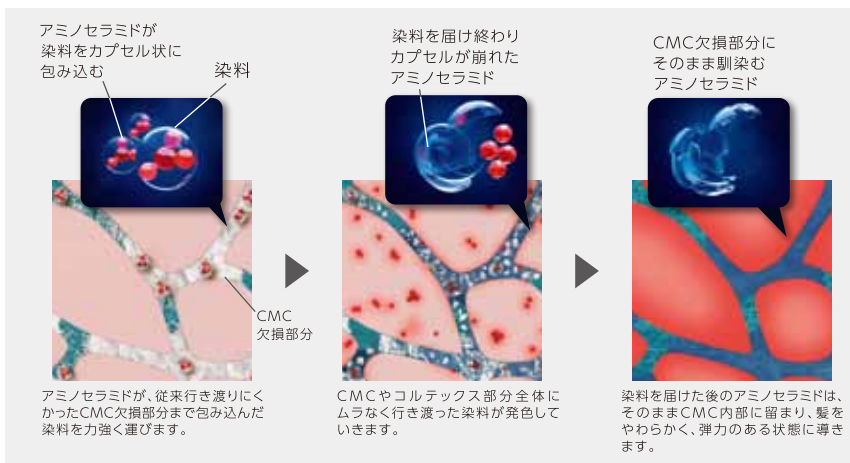 アミノセラミドが
染料をカプセル状に
包み込む
染料
CMC
欠損部分
アミノセラミドが、従来行き渡りにく
かったCMC欠損部分まで包み込んだ
染料を力強く運びます。
染料を届け終わり
カプセルが崩れた
アミノセラミド
CMCやコルテックス部分全体に
ムラなく行き渡った染料が発色して
いきます。
CMC欠損部分に
そのまま馴染む
アミノセラミド
染料を届けた後のアミノセラミドは、
そのままCMC内部に留まり、髪を
やわらかく、弾力のある状態に導き
ます。